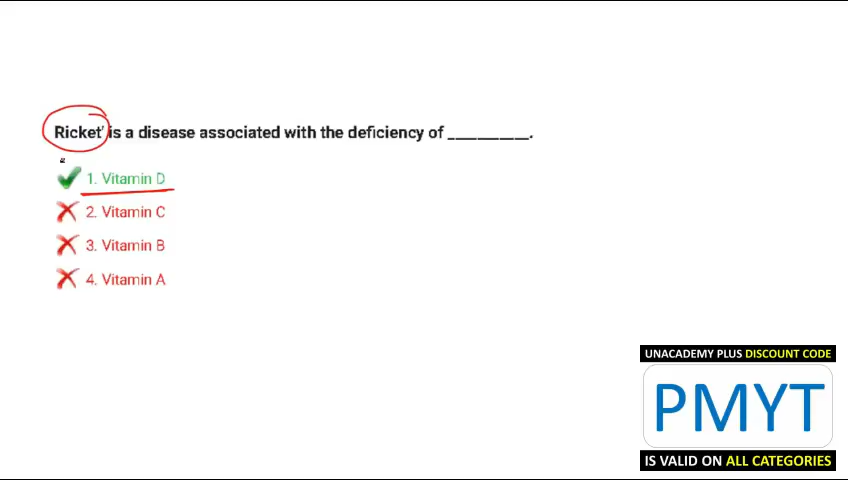 Ricket' is a disease associated with the deficiency of __________.
1. Vitamin D
2. Vitamin C
3. Vitamin B
4. Vitamin A
UNACADEMY PLUS DISCOUNT CODE
PMYT
IS VALID ON ALL CATEGORIES